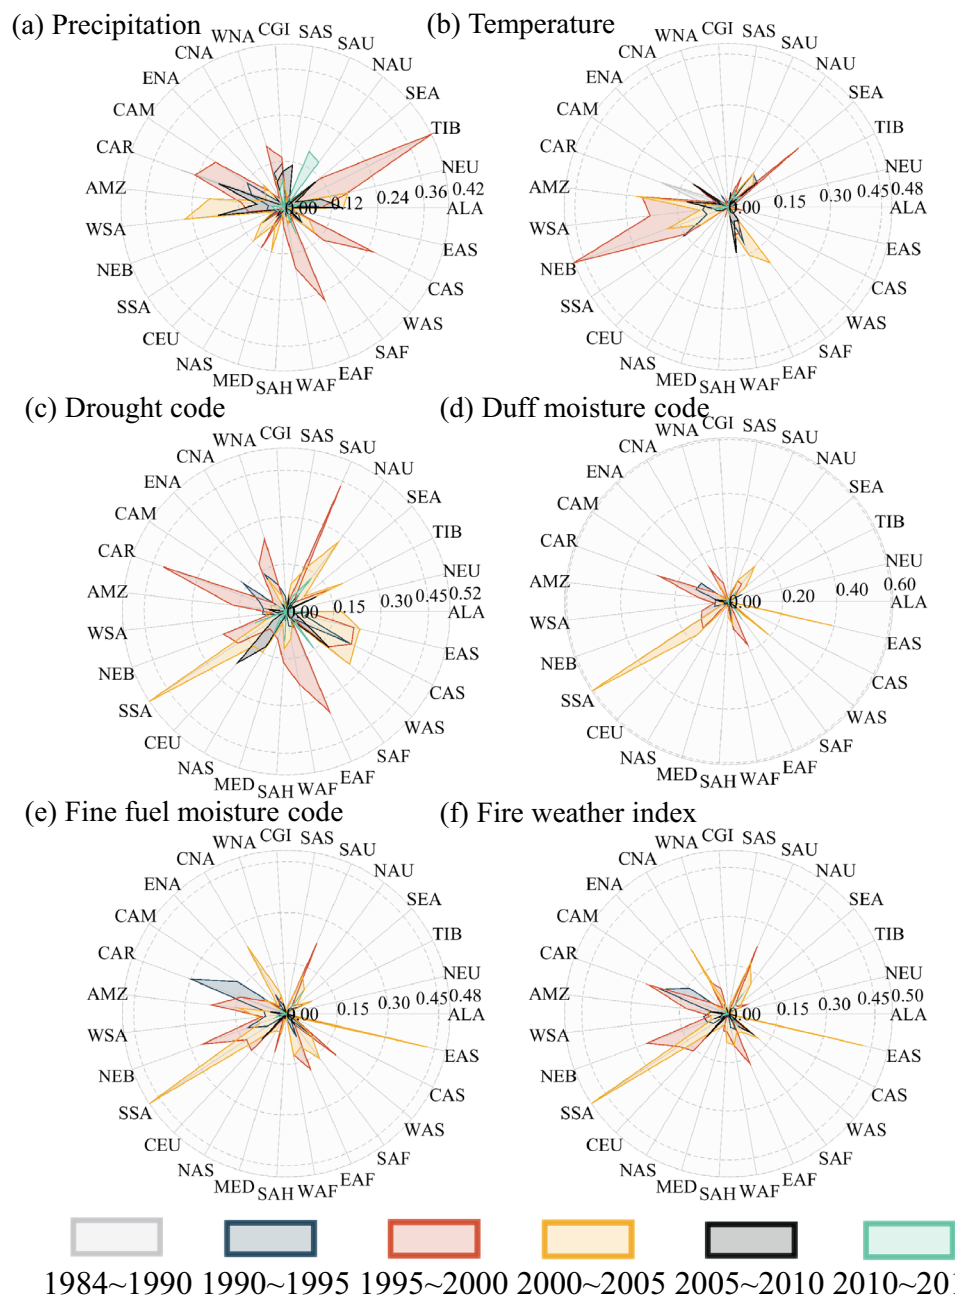 (a) Precipitation
CGI
SAS
SAU
NAU
SEA
TIB
NEU
ALA
EAS
CAS
WAS
SAF
EAF
WAF
SAH
MED
NAS
CEU
SSA
NEB
WSA
AMZ
CAR
CAM
ENA
CNA
WNA
0.00
0.12
0.24
0.36
0.42
(b) Temperature
CGI
SAS
SAU
NAU
SEA
TIB
NEU
ALA
EAS
CAS
WAS
SAF
EAF
WAF
SAH
MED
NAS
CEU
SSA
NEB
WSA
AMZ
CAR
CAM
ENA
CNA
WNA
0.00
0.15
0.30
0.45
0.48
(c) Drought code
CGI
SAS
SAU
NAU
SEA
TIB
NEU
ALA
EAS
CAS
WAS
SAF
EAF
WAF
SAH
MED
NAS
CEU
SSA
NEB
WSA
AMZ
CAR
CAM
ENA
CNA
WNA
0.00
0.15
0.30
0.45
0.52
(d) Duff moisture code
CGI
SAS
SAU
NAU
SEA
TIB
NEU
ALA
EAS
CAS
WAS
SAF
EAF
WAF
SAH
MED
NAS
CEU
SSA
NEB
WSA
AMZ
CAR
CAM
ENA
CNA
WNA
0.00
0.20
0.40
0.60
(e) Fine fuel moisture code
CGI
SAS
SAU
NAU
SEA
TIB
NEU
ALA
EAS
CAS
WAS
SAF
EAF
WAF
SAH
MED
NAS
CEU
SSA
NEB
WSA
AMZ
CAR
CAM
ENA
CNA
WNA
0.00
0.15
0.30
0.45
0.48
(f) Fire weather index
CGI
SAS
SAU
NAU
SEA
TIB
NEU
ALA
EAS
CAS
WAS
SAF
EAF
WAF
SAH
MED
NAS
CEU
SSA
NEB
WSA
AMZ
CAR
CAM
ENA
CNA
WNA
0.00
0.15
0.30
0.45
0.50
1984~1990 1990~1995 1995~2000 2000~2005 2005~2010 2010~201